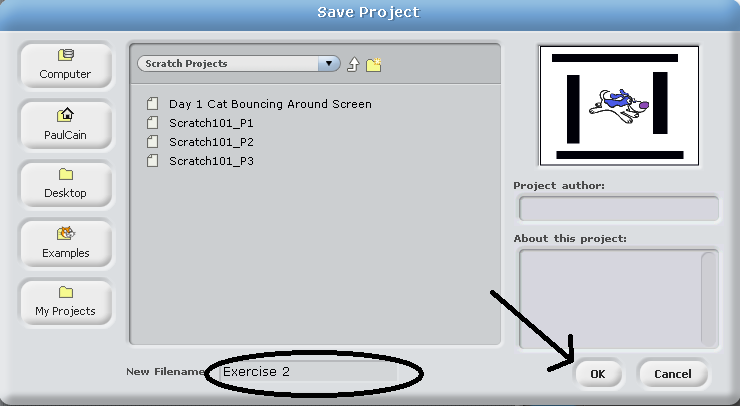 Save Project
Computer
PaulCain
Desktop
Examples
My Projects
Scratch Projects
Day 1 Cat Bouncing Around Screen
Scratch101_P1
Scratch101_P2
Scratch101_P3
Project author:
About this project:
New Filename
Exercise 2
OK
Cancel